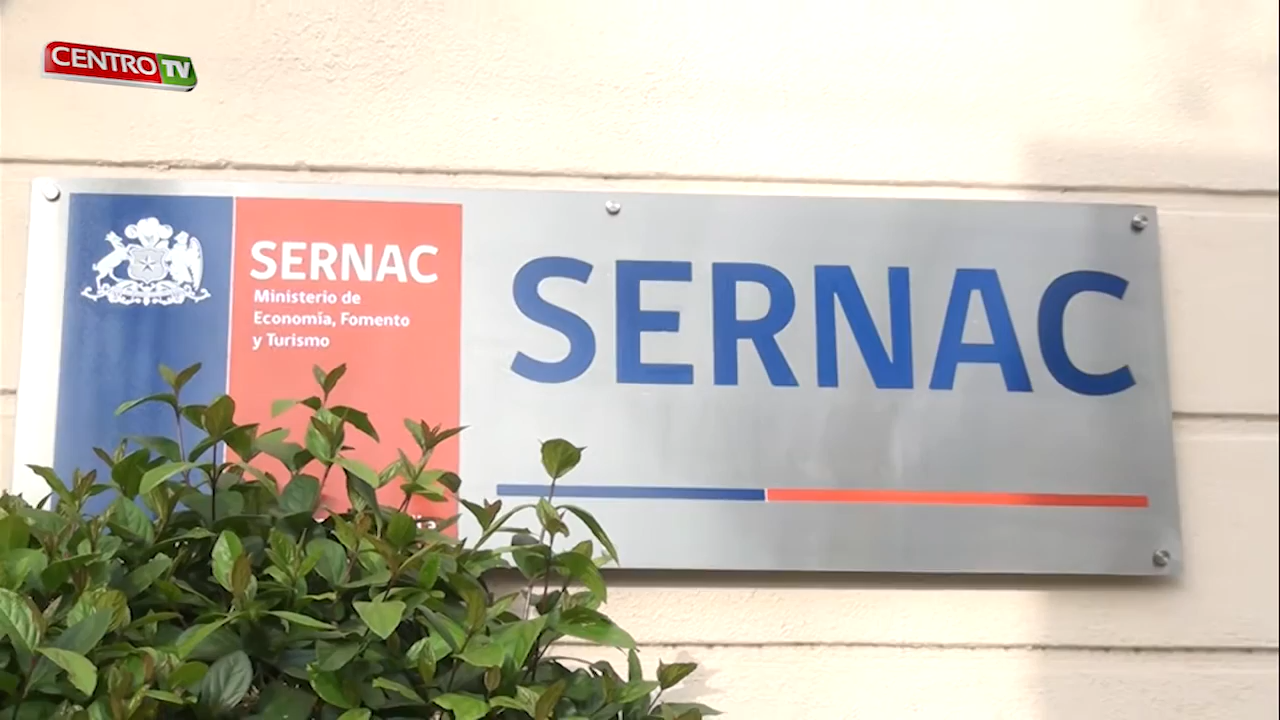 CENTRO TV
SERNAC
Ministerio de
Economía, Fomento
y Turismo
SERNAC